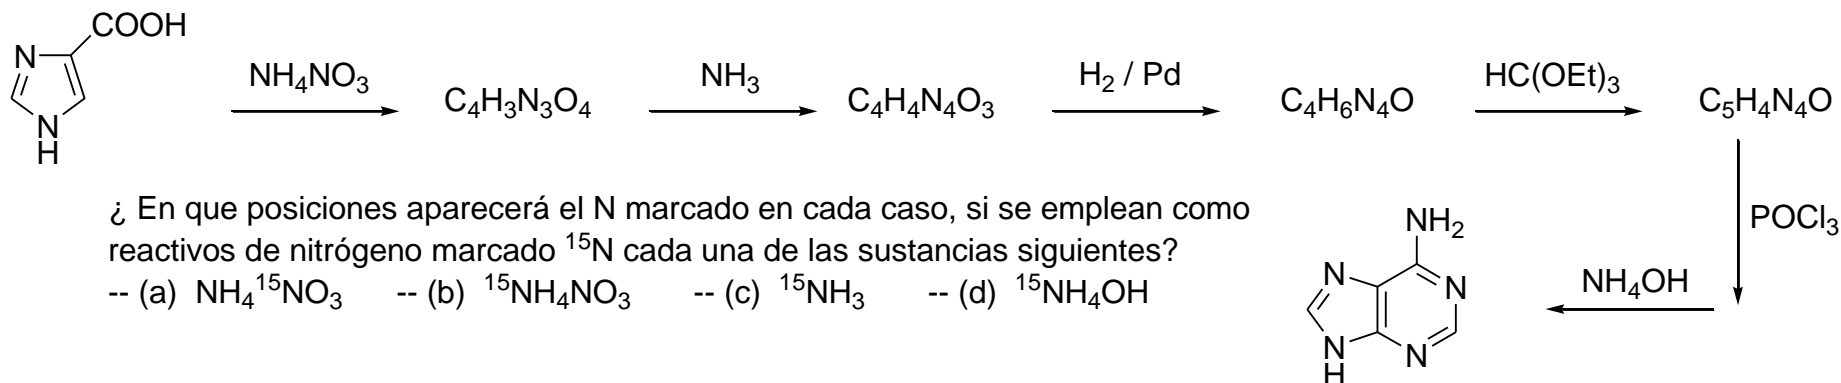 COOH
N
N
H
NH4NO3
C4H3N3O4
NH3
C4H4N4O3
H2 / Pd
C4H6N4O
HC(OEt)3
C5H4N4O
¿ En que posiciones aparecerá el N marcado en cada caso, si se emplean como
reactivos de nitrógeno marcado 15N cada una de las sustancias siguientes?
-- (a) NH4 15NO3 -- (b) 15NH4NO3 -- (c) 15NH3 -- (d) 15NH4OH
POCl3
NH4OH
NH2
N
N
N
N
H